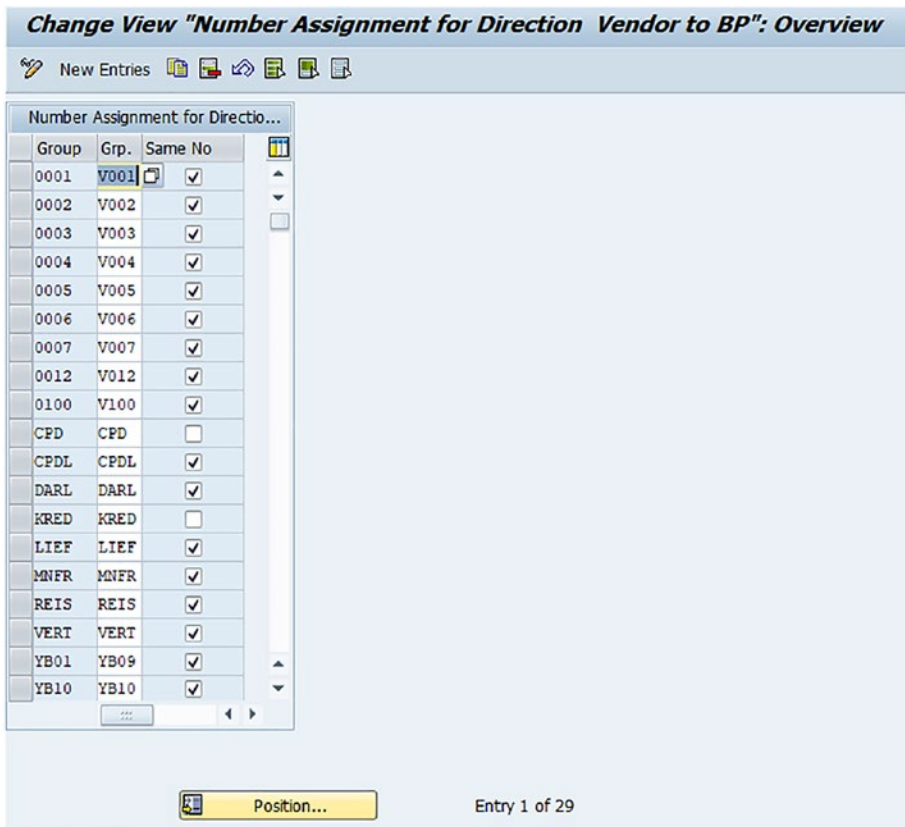 Change View "Number Assignment for Direction Vendor to BP": Overview
New Entries
Number Assignment for Directio...
Group Grp. Same No
0001 V001
0002 V002
0003 V003
0004 V004
0005 V005
0006 V006
0007 V007
0012 V012
0100 V100
CPD CPD
CPDL CPDL
DARL DARL
KRED KRED
LIEF LIEF
MNFR MNFR
REIS REIS
VERT VERT
YB01 YB09
YB10 YB10
Position... Entry 1 of 29